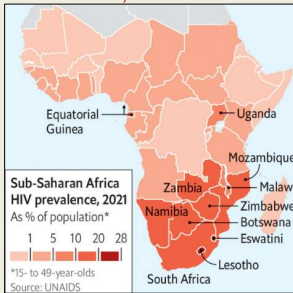 Equatorial
Guinea
Uganda
Mozambique
Zambia
Malaw
Zimbabwe
Namibia
Botswana
Eswatini
Lesotho
South Africa
Sub-Saharan Africa
HIV prevalence, 2021
As % of population*
1 5 10 20 28
*15- to 49-year-olds
Source: UNAIDS